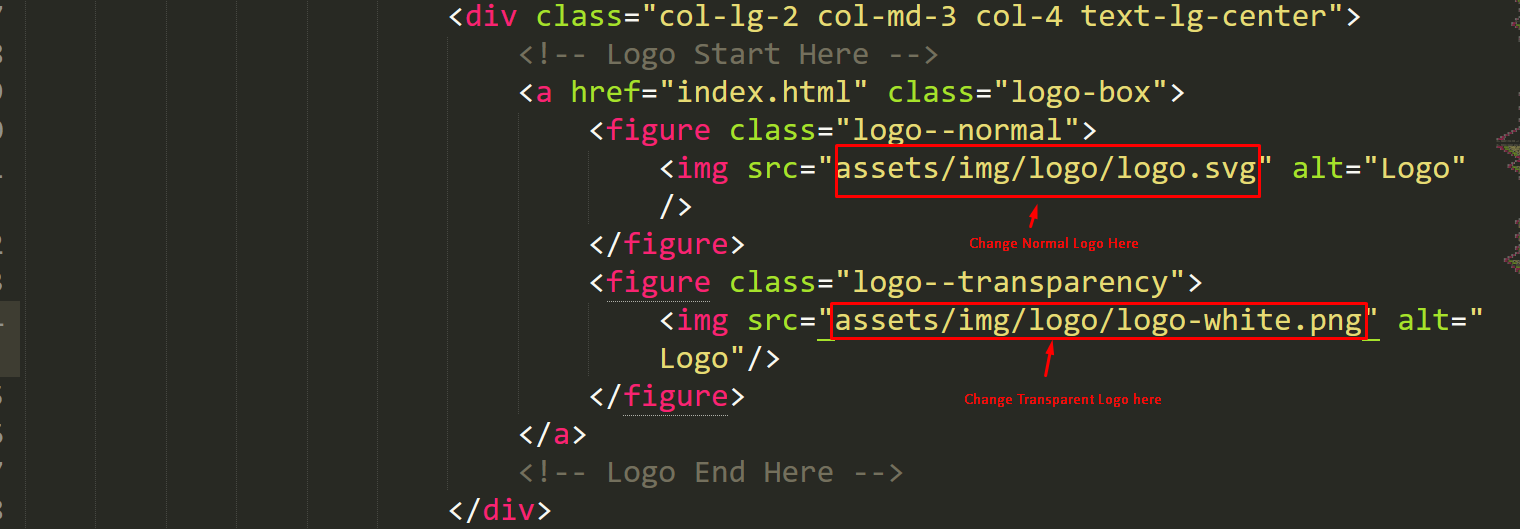 <div class="col-lg-2 col-md-3 col-4 text-lg-center">
<!-- Logo Start Here -->
<a href="index.html" class="logo-box">
<figure class="logo--normal">
<img src="assets/img/logo/logo.svg" alt="Logo"
/>
Change Normal Logo Here
</figure>
<figure class="logo--transparency">
<img src="assets/img/logo/logo-white.png" alt="
Logo"/>
</figure>
Change Transparent Logo here
</a>
<!-- Logo End Here -->
</div>